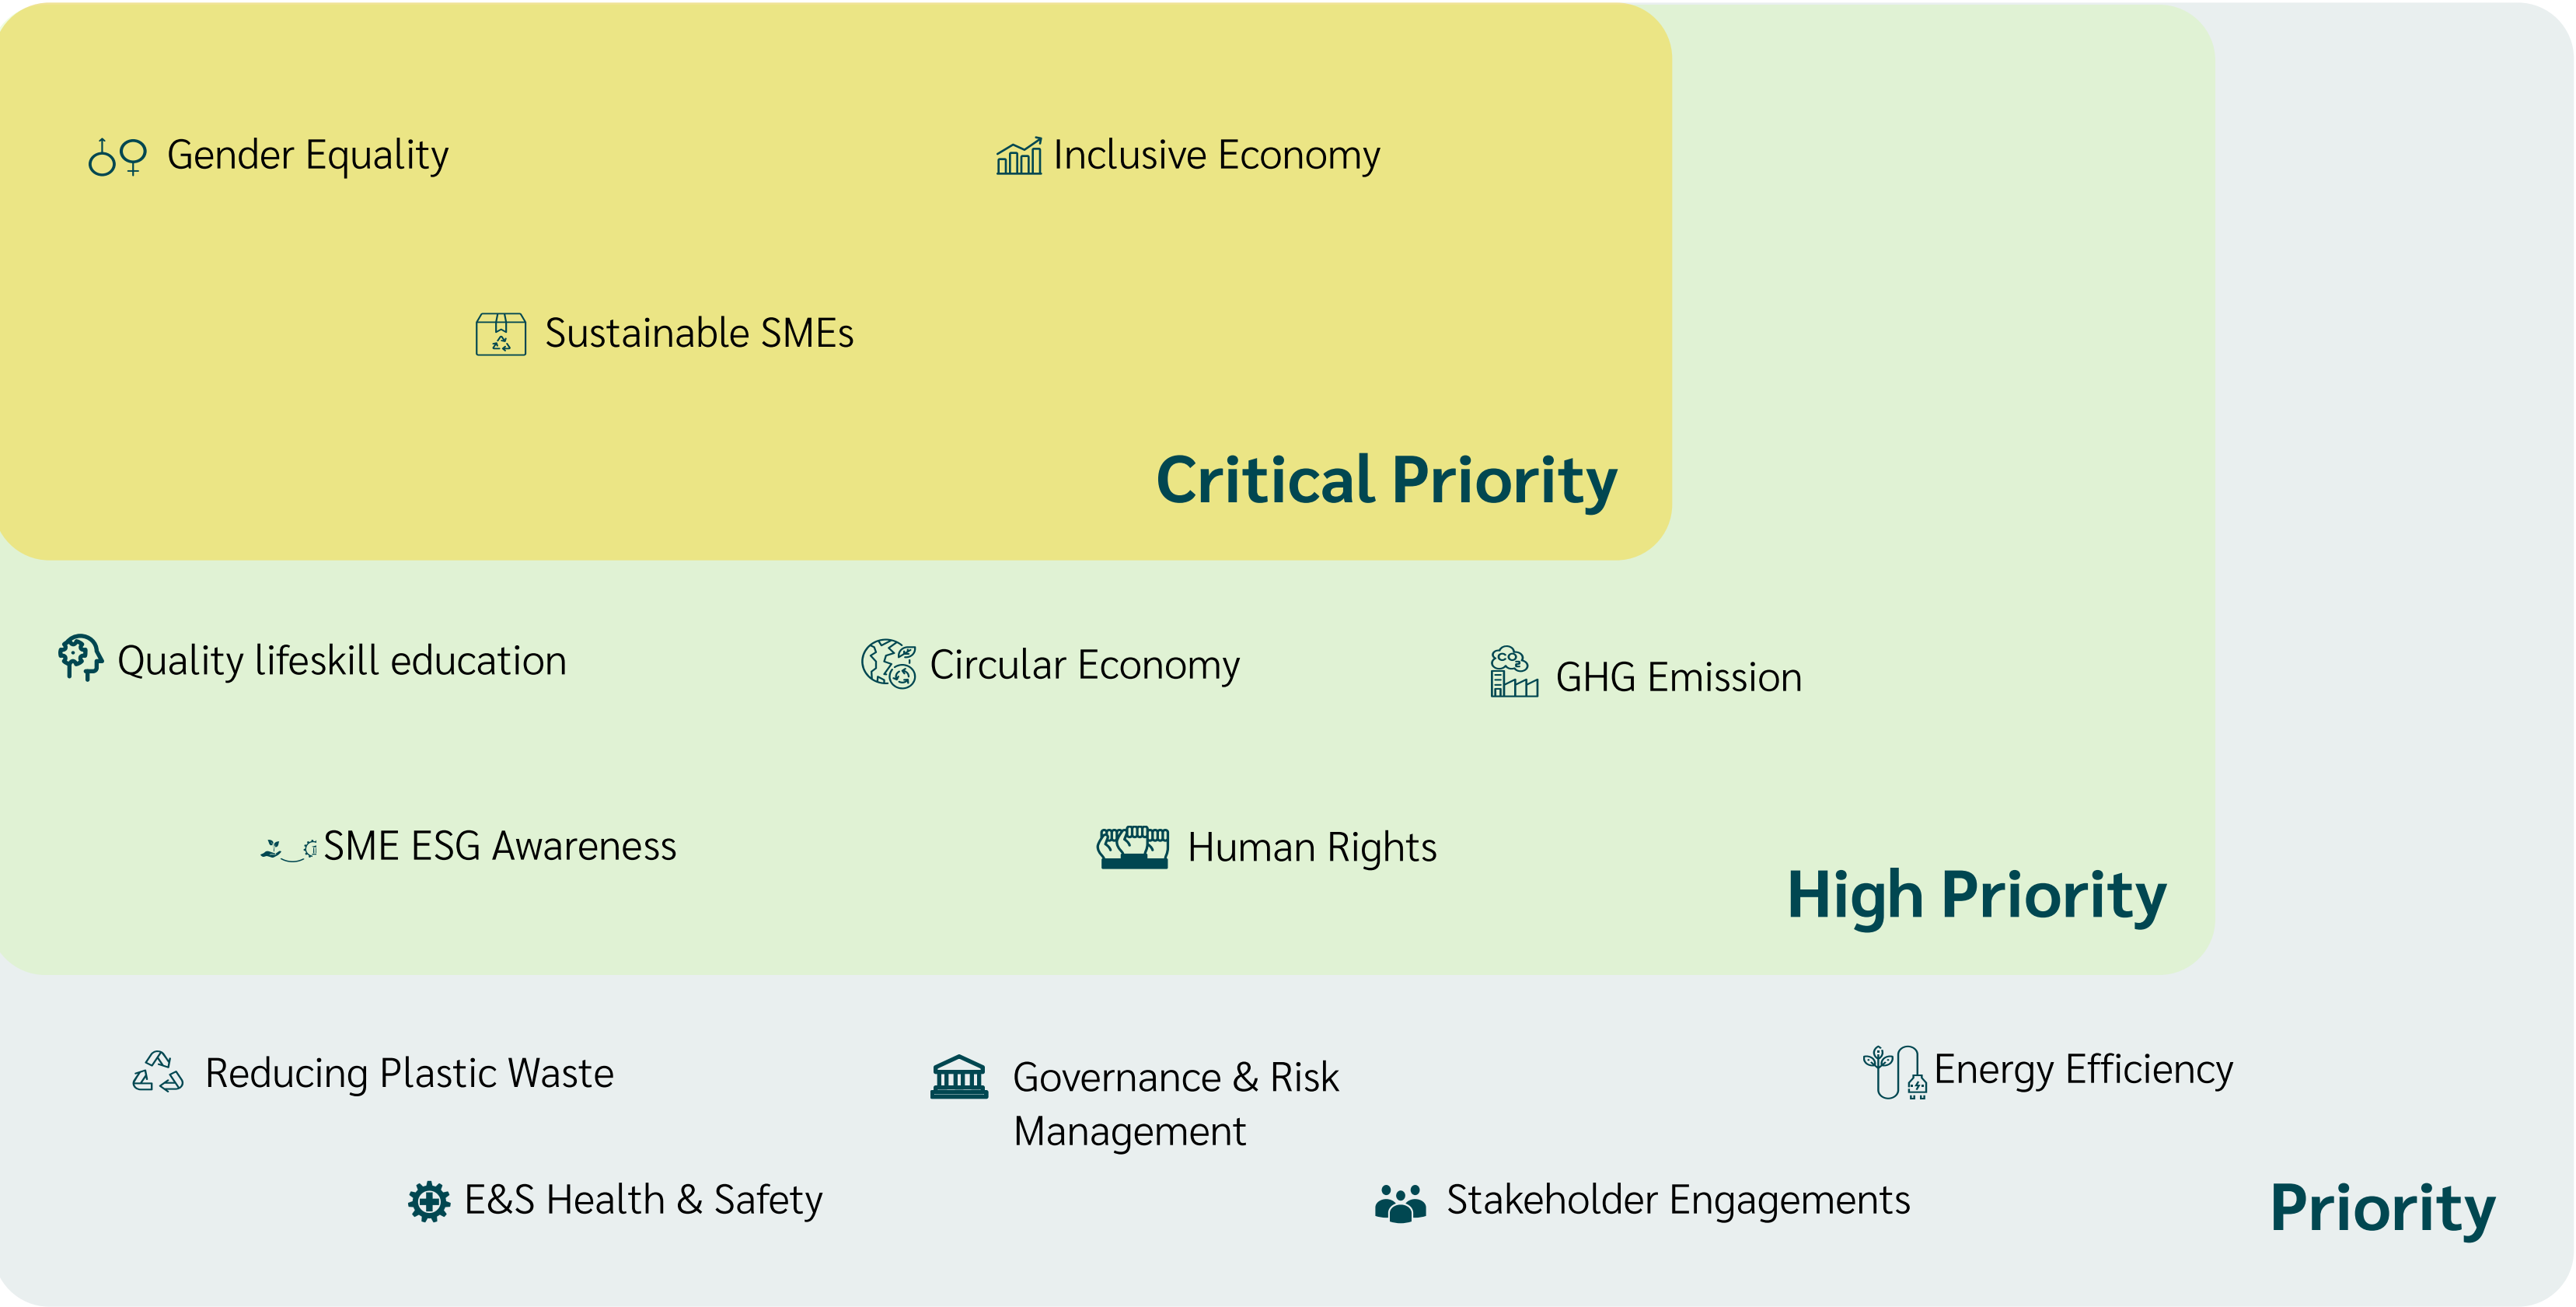 Gender Equality
Inclusive Economy
Sustainable SMEs
Critical Priority
Quality lifeskill education
Circular Economy
CO2
GHG Emission
SME ESG Awareness
Human Rights
High Priority
Reducing Plastic Waste
Governance & Risk
Management
Energy Efficiency
E&S Health & Safety
Stakeholder Engagements
Priority